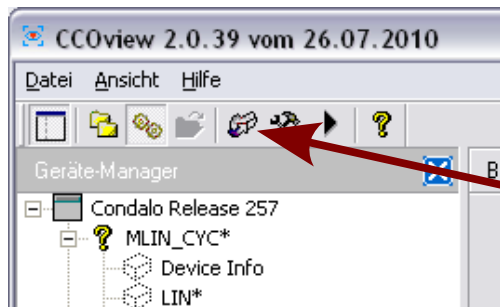 CCOview 2.0.39 vom 26.07.2010
Datei Ansicht Hilfe
Geräte-Manager
B
Condalo Release 257
MLIN_CYC*
Device Info
LIN*